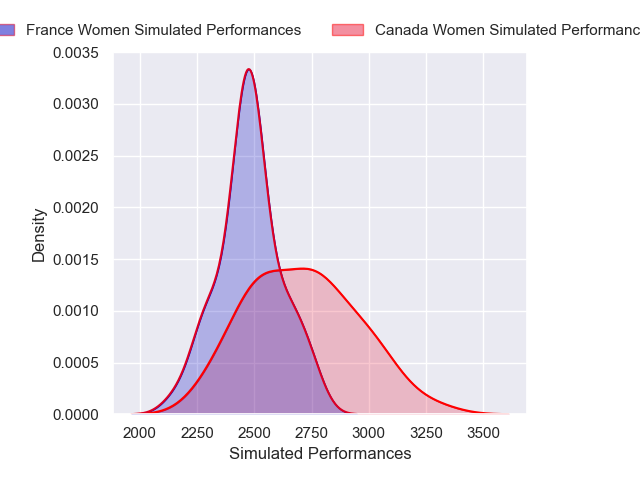 France Women Simulated Performances Canada Women Simulated Performanc
0.0035
0.0030
0.0025
0.0020
0.0015
0.0010
0.0005
0.0000
Density
2000 2250 2500 2750 3000 3250 3500
Simulated Performances